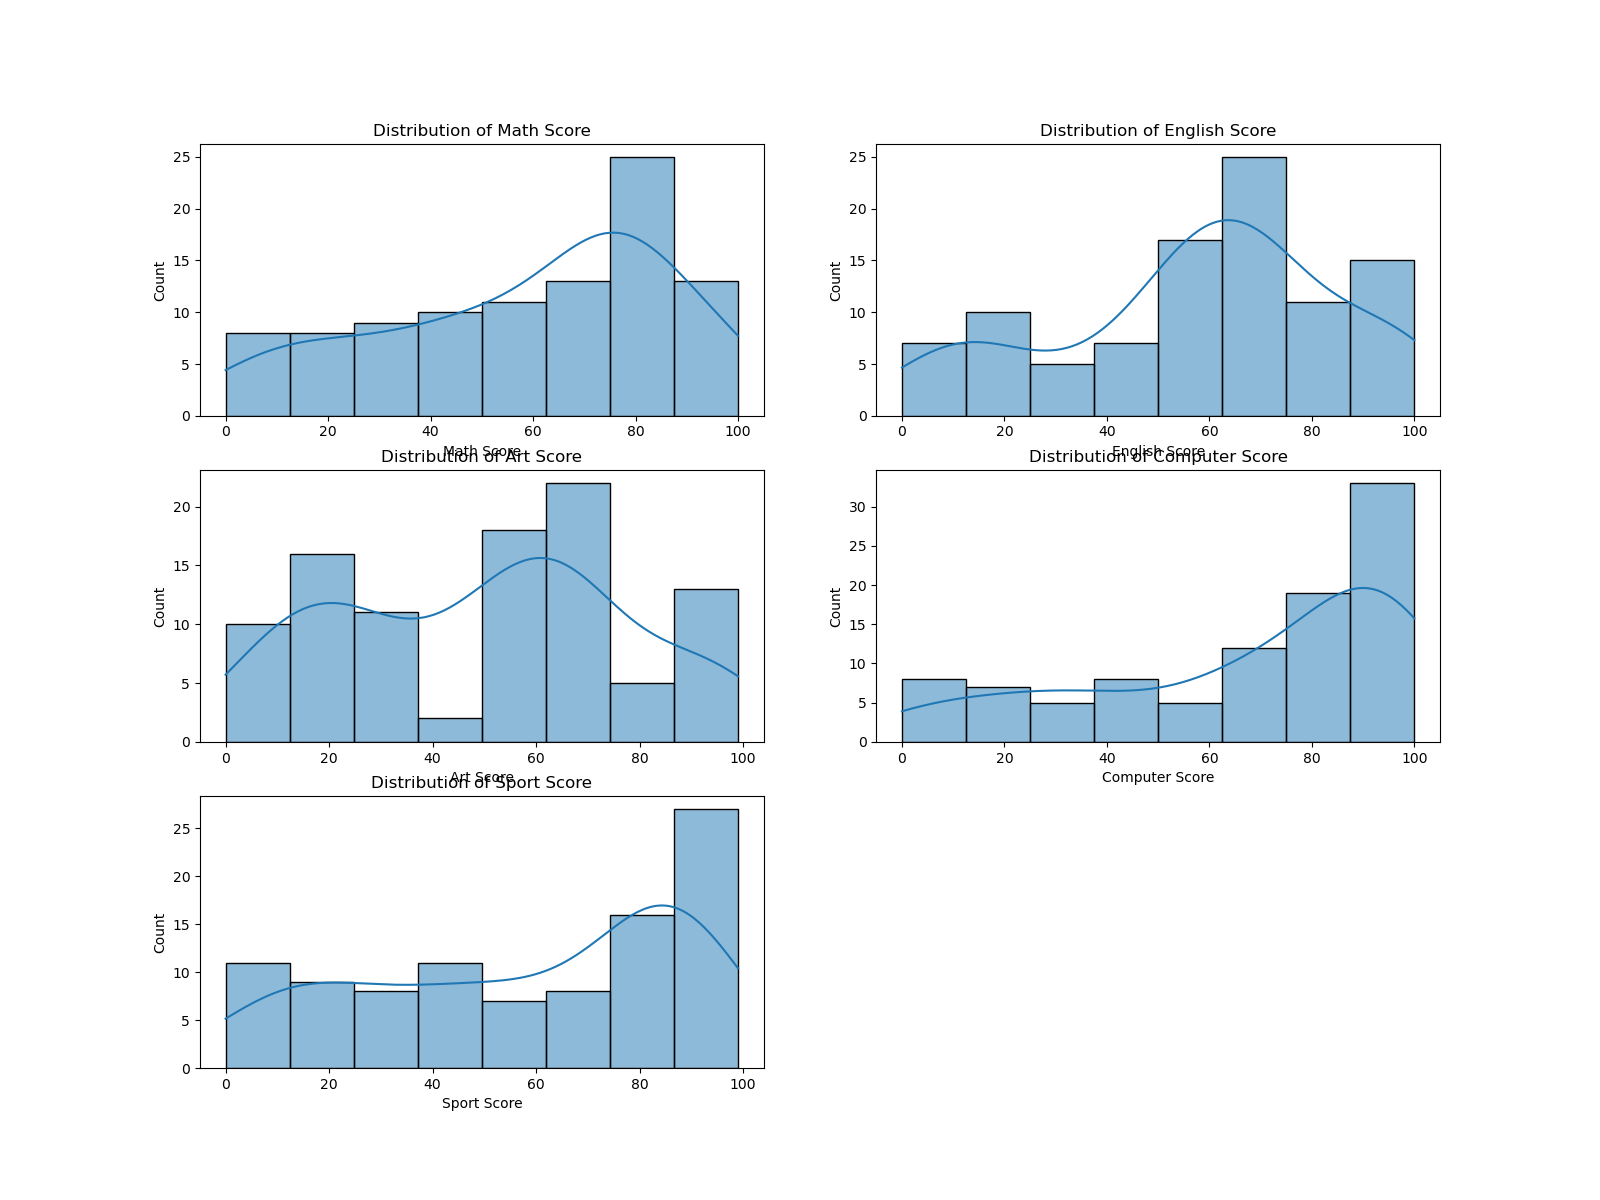 Distribution of Math Score
Count
25
20
15
10
5
0
0 20 40 60 80 100
Math Score
Distribution of English Score
Count
25
20
15
10
5
0
0 20 40 60 80 100
English Score
Distribution of Art Score
Count
20
15
10
5
0
0 20 40 60 80 100
Art Score
Distribution of Computer Score
Count
30
25
20
15
10
5
0
0 20 40 60 80 100
Computer Score
Distribution of Sport Score
Count
25
20
15
10
5
0
0 20 40 60 80 100
Sport Score